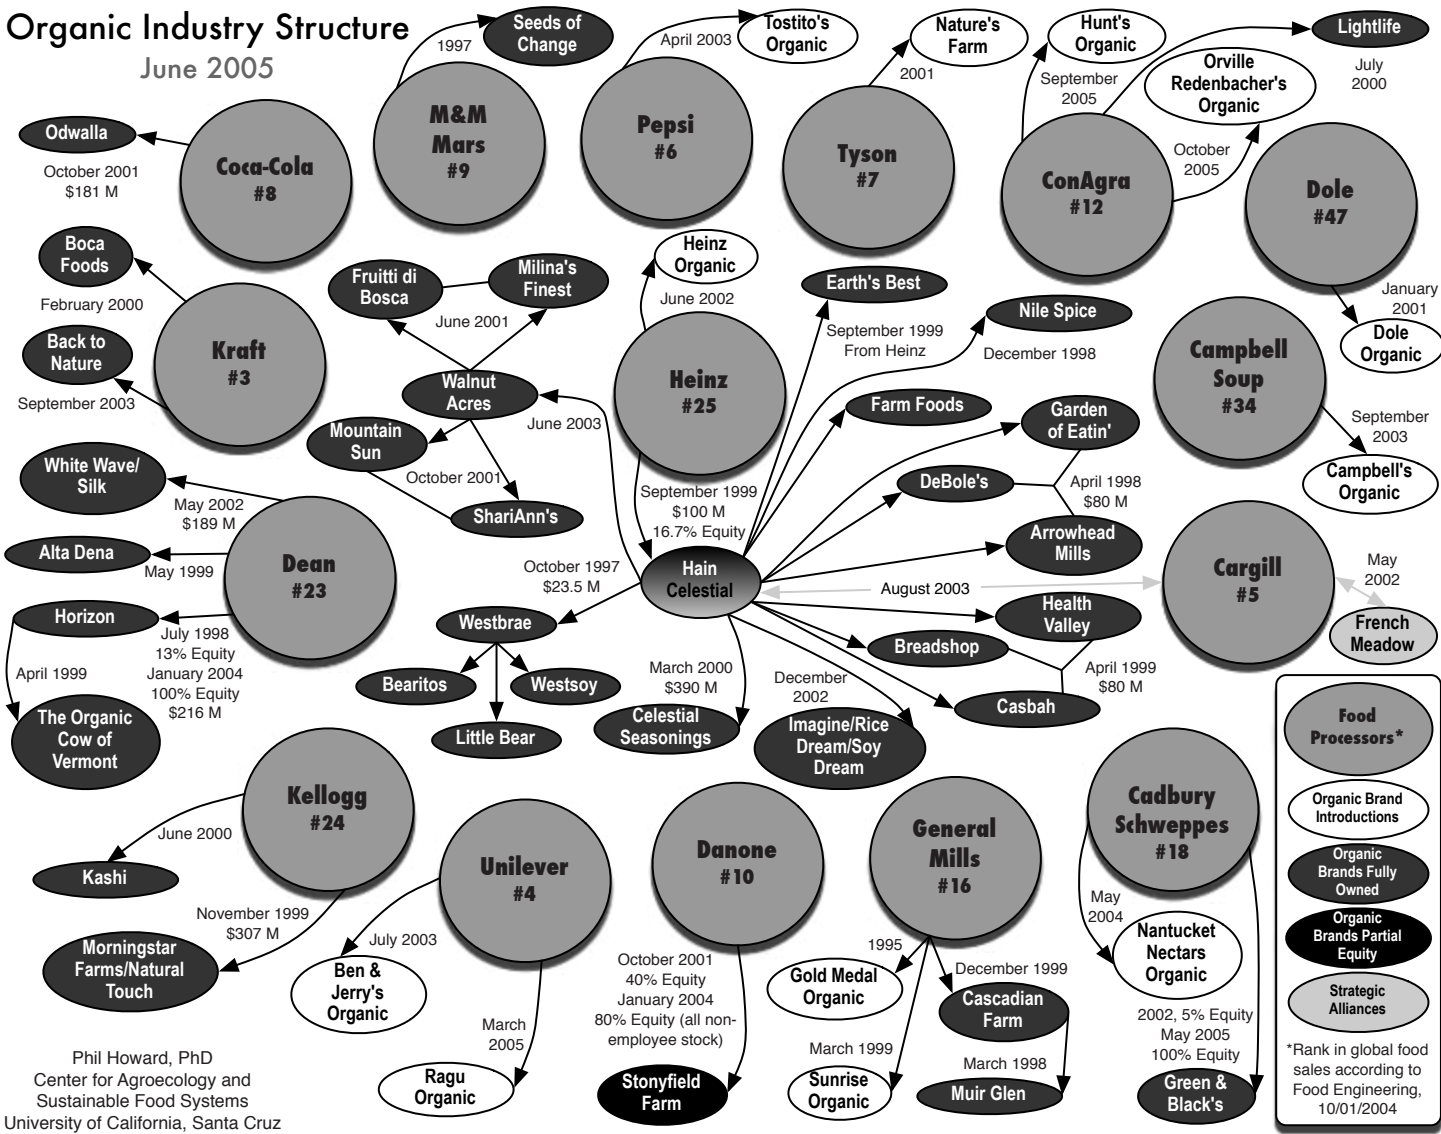 Organic Industry Structure
June 2005
1997
Seeds of
Change
April 2003
Tostito's
Organic
Nature's
Farm
2001
Hunt's
Organic
September
2005
Orville
Redenbacher's
Organic
October
2005
Lightlife
July
2000
Odwalla
October 2001
$181 M
Coca-Cola
#8
M&M
Mars
#9
Pepsi
#6
Tyson
#7
ConAgra
#12
Dole
#47
January
2001
Dole
Organic
Boca
Foods
February 2000
Back to
Nature
September 2003
Kraft
#3
Fruitti di
Bosca
Milina's
Finest
June 2001
Walnut
Acres
June 2003
Mountain
Sun
October 2001
ShariAnn's
Heinz
Organic
June 2002
Heinz
#25
September 1999
$100 M
16.7% Equity
Earth's Best
September 1999
From Heinz
Nile Spice
December 1998
Farm Foods
Garden
of Eatin'
DeBole's
April 1998
$80 M
Arrowhead
Mills
Campbell
Soup
#34
September
2003
Campbell's
Organic
White Wave/
Silk
May 2002
$189 M
Alta Dena
May 1999
Dean
#23
Horizon
July 1998
13% Equity
January 2004
100% Equity
$216 M
April 1999
The Organic
Cow of
Vermont
October 1997
$23.5 M
Hain
Celestial
August 2003
Cargill
#5
May
2002
French
Meadow
Westbrae
Bearitos
Westsoy
Little Bear
March 2000
$390 M
Celestial
Seasonings
December
2002
Imagine/Rice
Dream/Soy
Dream
Health
Valley
Breadshop
April 1999
$80 M
Casbah
Kellogg
#24
June 2000
Kashi
November 1999
$307 M
Morningstar
Farms/Natural
Touch
Unilever
#4
July 2003
Ben &
Jerry's
Organic
March
2005
Ragu
Organic
Danone
#10
October 2001
40% Equity
January 2004
80% Equity (all non-
employee stock)
Stonyfield
Farm
General
Mills
#16
1995
Gold Medal
Organic
December 1999
Cascadian
Farm
March 1999
Sunrise
Organic
March 1998
Muir Glen
Cadbury
Schweppes
#18
May
2004
Nantucket
Nectars
Organic
2002, 5% Equity
May 2005
100% Equity
Green &
Black's
Food
Processors*
Organic Brand
Introductions
Organic
Brands Fully
Owned
Organic
Brands Partial
Equity
Strategic
Alliances
*Rank in global food
sales according to
Food Engineering,
10/01/2004
Phil Howard, PhD
Center for Agroecology and
Sustainable Food Systems
University of California, Santa Cruz